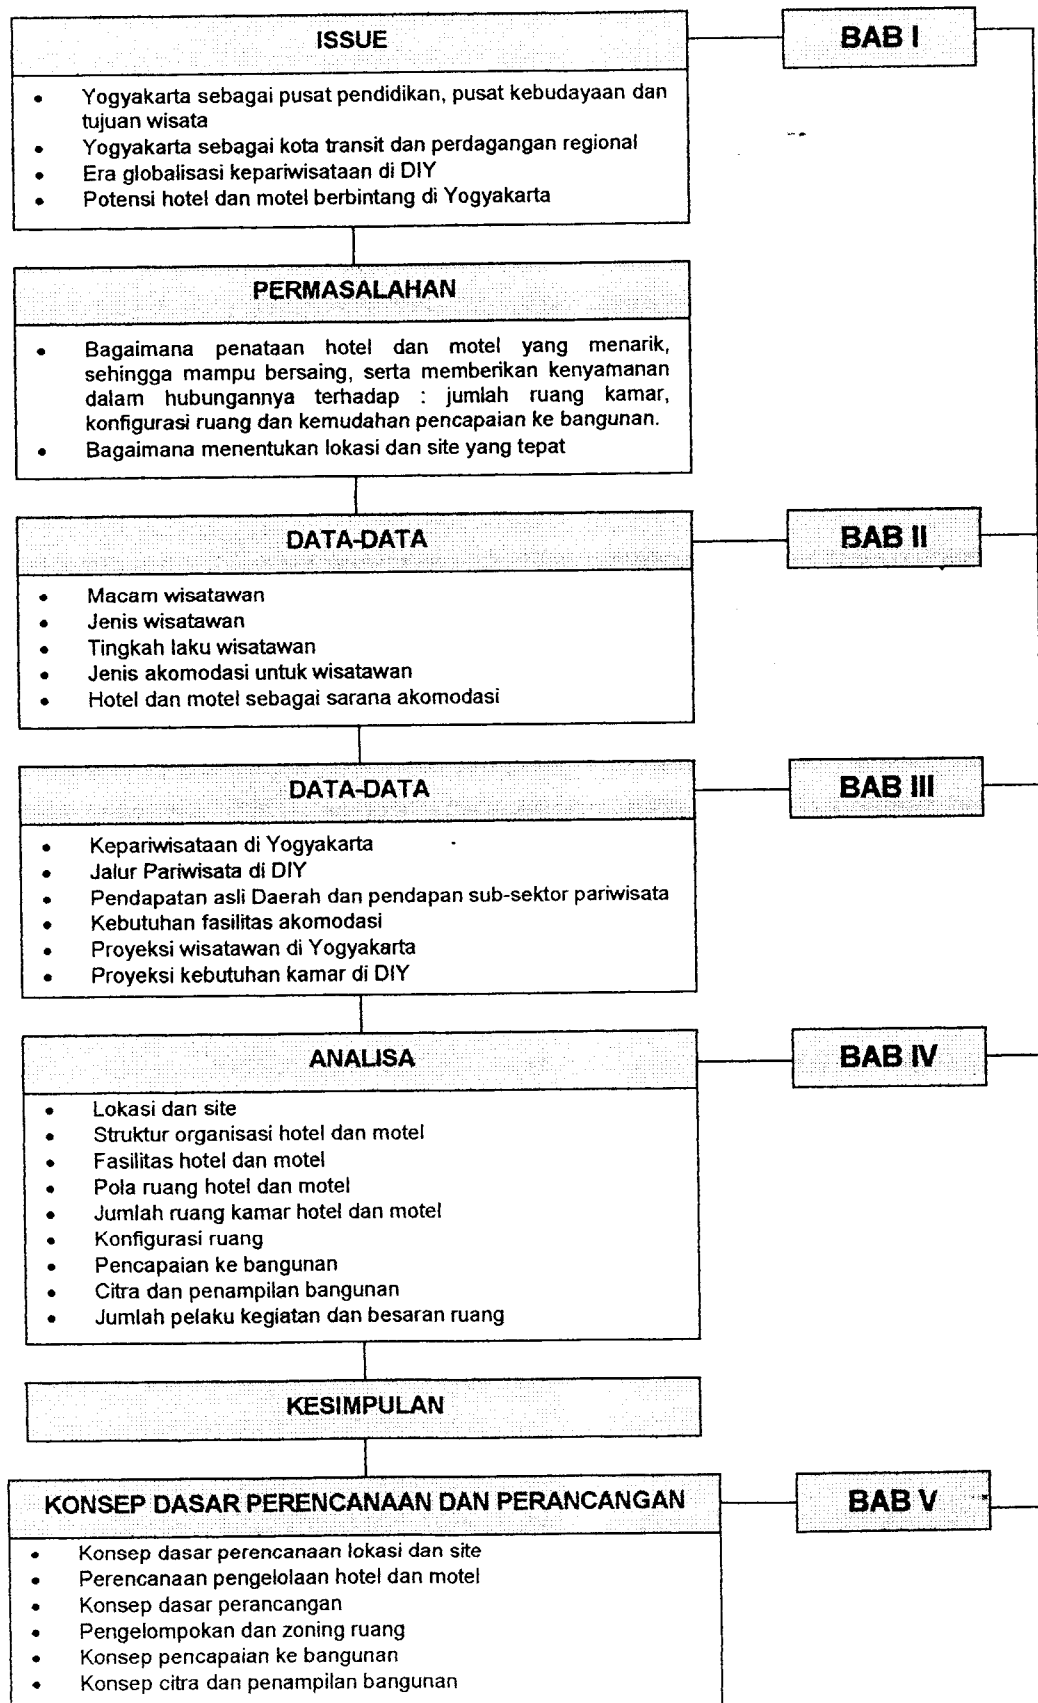 ISSUE
BAB I
• Yogyakarta sebagai pusat pendidikan, pusat kebudayaan dan
tujuan wisata
• Yogyakarta sebagai kota transit dan perdagangan regional
• Era globalisasi kepariwisataan di DIY
• Potensi hotel dan motel berbintang di Yogyakarta
PERMASALAHAN
• Bagaimana penataan hotel dan motel yang menarik,
sehingga mampu bersaing, serta memberikan kenyamanan
dalam hubungannya terhadap : jumlah ruang kamar,
konfigurasi ruang dan kemudahan pencapaian ke bangunan.
• Bagaimana menentukan lokasi dan site yang tepat
DATA-DATA
BAB II
• Macam wisatawan
• Jenis wisatawan
• Tingkah laku wisatawan
• Jenis akomodasi untuk wisatawan
• Hotel dan motel sebagai sarana akomodasi
DATA-DATA
BAB III
• Kepariwisataan di Yogyakarta
• Jalur Pariwisata di DIY
• Pendapatan asli Daerah dan pendapan sub-sektor pariwisata
• Kebutuhan fasilitas akomodasi
• Proyeksi wisatawan di Yogyakarta
• Proyeksi kebutuhan kamar di DIY
ANALISA
BAB IV
• Lokasi dan site
• Struktur organisasi hotel dan motel
• Fasilitas hotel dan motel
• Pola ruang hotel dan motel
• Jumlah ruang kamar hotel dan motel
• Konfigurasi ruang
• Pencapaian ke bangunan
• Citra dan penampilan bangunan
• Jumlah pelaku kegiatan dan besaran ruang
KESIMPULAN
KONSEP DASAR PERENCANAAN DAN PERANCANGAN
BAB V
• Konsep dasar perencanaan lokasi dan site
• Perencanaan pengelolaan hotel dan motel
• Konsep dasar perancangan
• Pengelompokan dan zoning ruang
• Konsep pencapaian ke bangunan
• Konsep citra dan penampilan bangunan